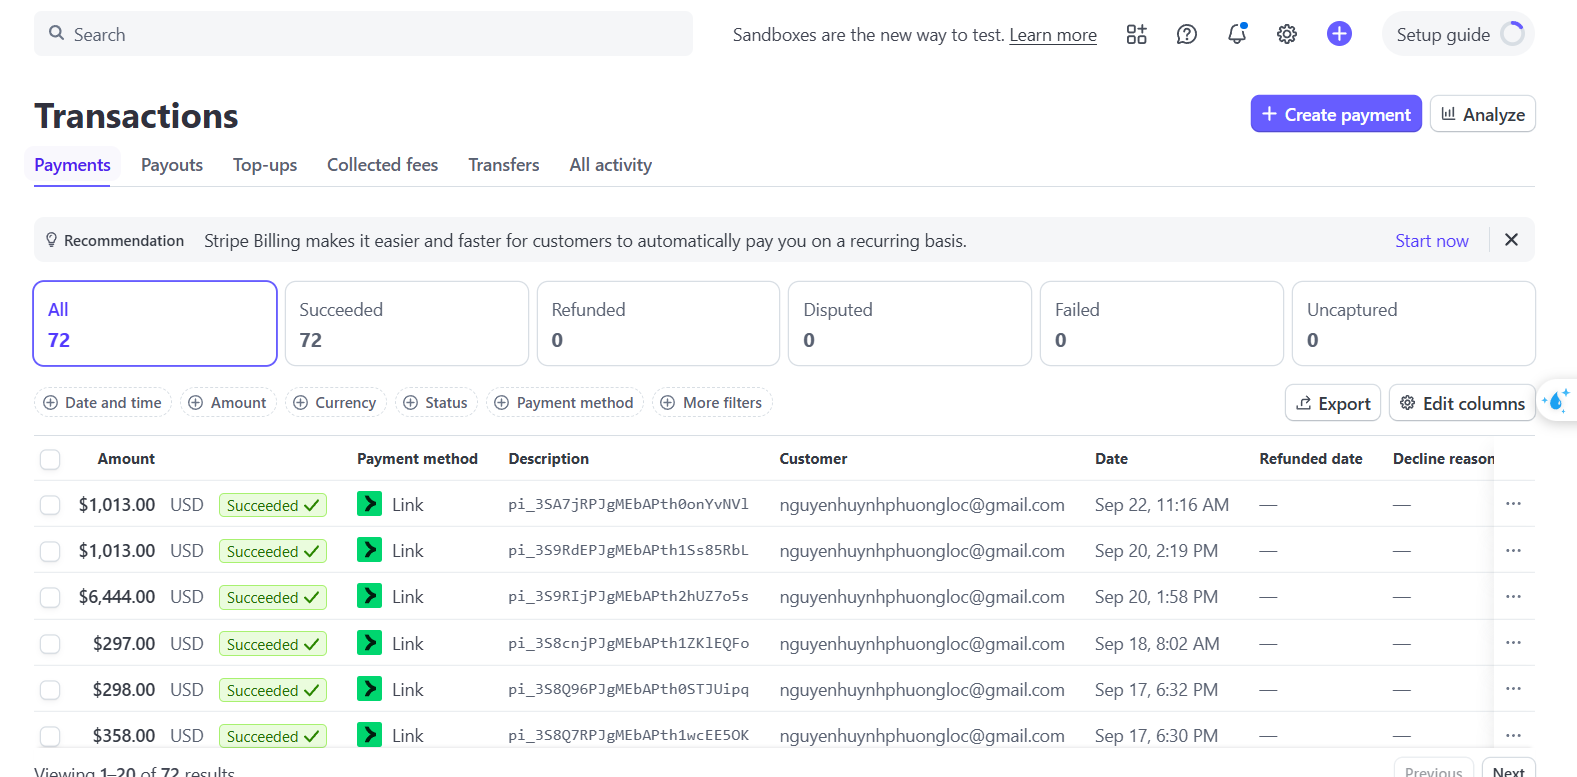 Search
Sandboxes are the new way to test. Learn more
Setup guide
Transactions
Create payment
Analyze
Payments Payouts Top-ups Collected fees Transfers All activity
Recommendation Stripe Billing makes it easier and faster for customers to automatically pay you on a recurring basis. Start now
All Succeeded Refunded Disputed Failed Uncaptured
72 72 0 0 0 0
Date and time Amount Currency Status Payment method More filters Export Edit columns
Amount Payment method Description Customer Date Refunded date Decline reason
$1,013.00 USD Succeeded Link pi_3SA7jRPJgMEbAPth0onYvNVl nguyenhuynhphuongloc@gmail.com Sep 22, 11:16 AM — — ...
$1,013.00 USD Succeeded Link pi_3S9RdEPJgMEbAPth1Ss85RbL nguyenhuynhphuongloc@gmail.com Sep 20, 2:19 PM — — ...
$6,444.00 USD Succeeded Link pi_3S9RIjPJgMEbAPth2hUZ7o5s nguyenhuynhphuongloc@gmail.com Sep 20, 1:58 PM — — ...
$297.00 USD Succeeded Link pi_3S8cnjPJgMEbAPth1ZKlEQFo nguyenhuynhphuongloc@gmail.com Sep 18, 8:02 AM — — ...
$298.00 USD Succeeded Link pi_3S8Q96PJgMEbAPth0STJUipq nguyenhuynhphuongloc@gmail.com Sep 17, 6:32 PM — — ...
$358.00 USD Succeeded Link pi_3S8Q7RPJgMEbAPth1wcEE5OK nguyenhuynhphuongloc@gmail.com Sep 17, 6:30 PM — — ...
Viewing 1–20 of 72 results Previous Next